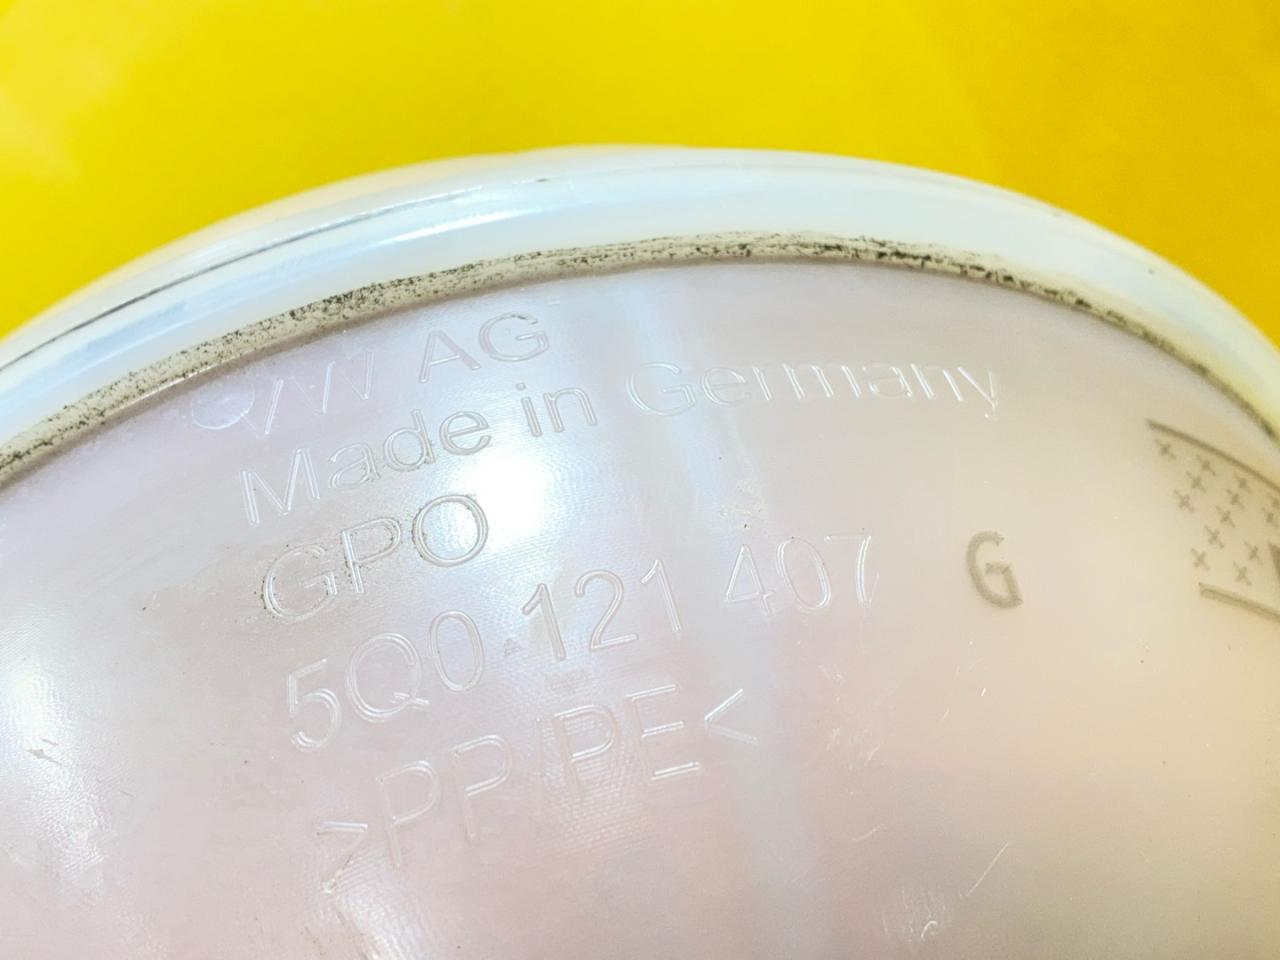 VW AG
Made in Germany
GPO
5Q0 121 407 G
>PP/PE<